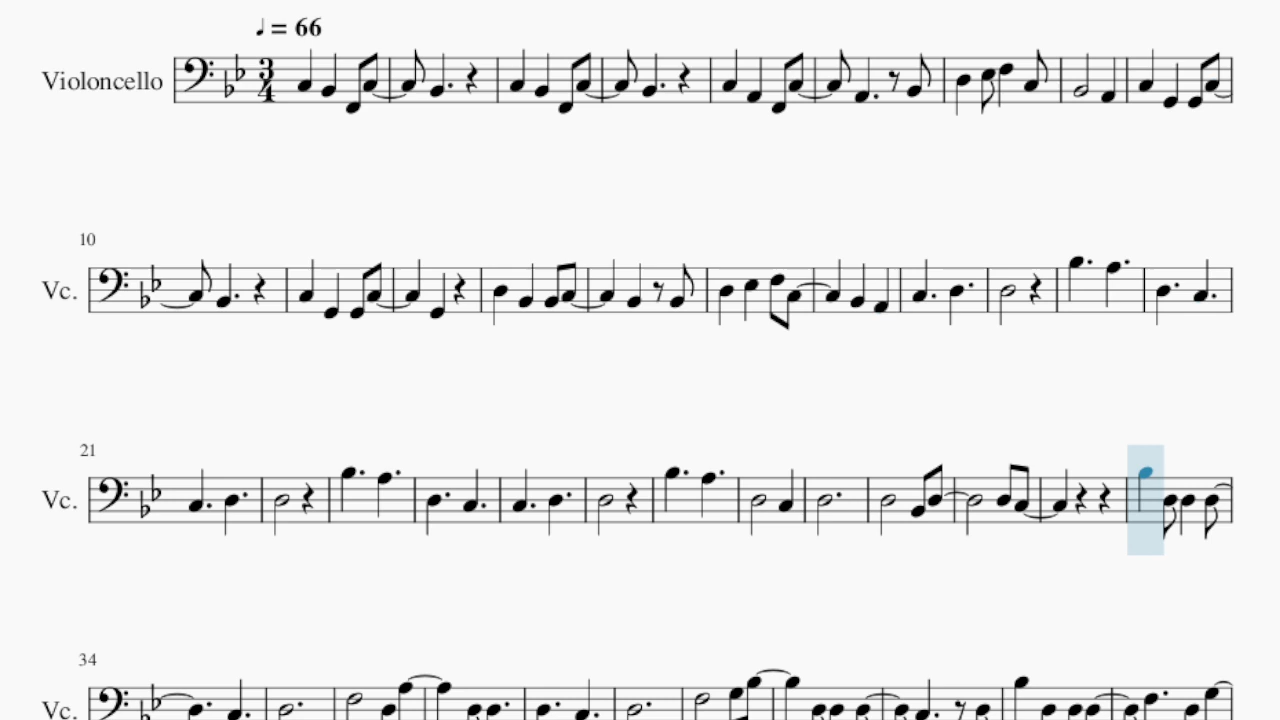 ♩ = 66
Violoncello
3
4
10
Vc.
21
Vc.
34
Vc.